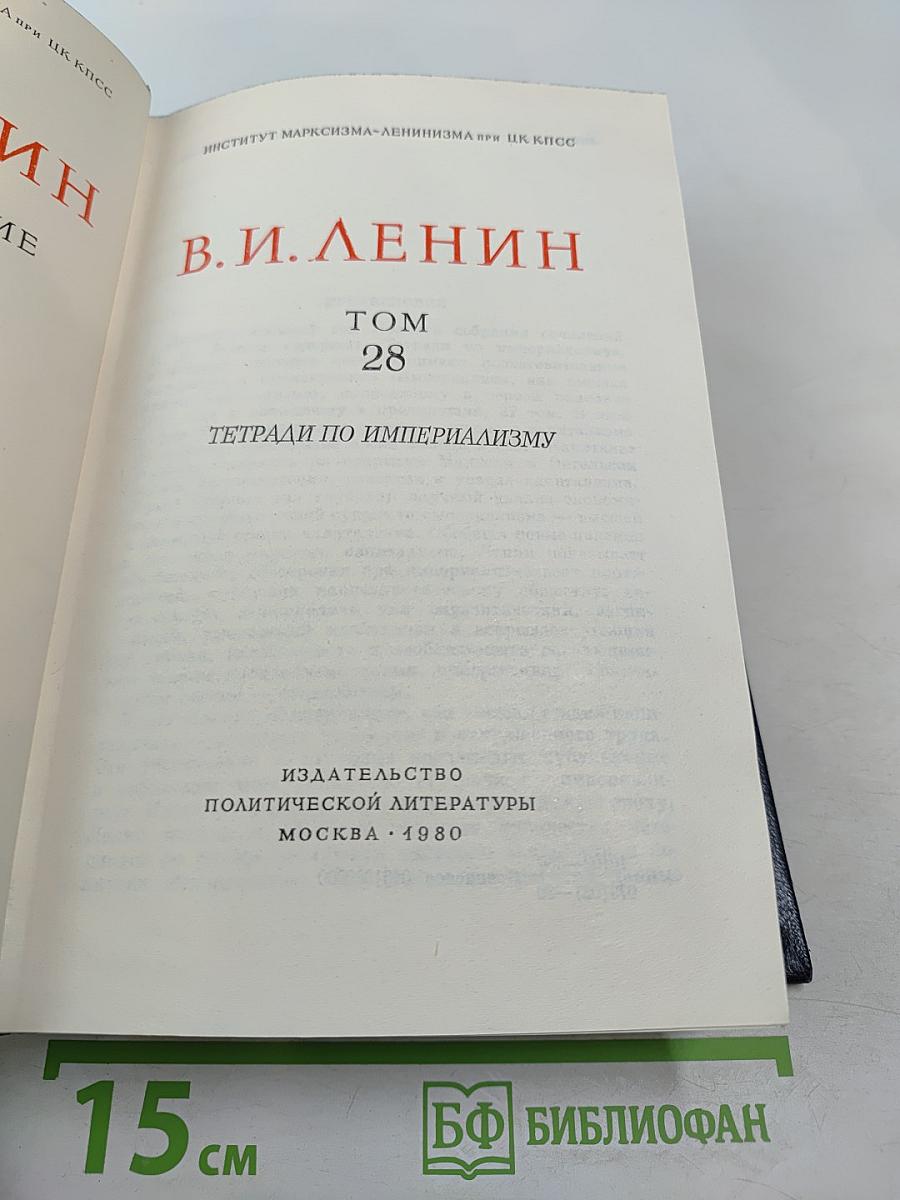 при ЦК КПСС
ИН
ИЕ
ИНСТИТУТ МАРКСИЗМА-ЛЕНИНИЗМА при ЦК КПСС
В. И. ЛЕНИН
ТОМ
28
ТЕТРАДИ ПО ИМПЕРИАЛИЗМУ
ИЗДАТЕЛЬСТВО
ПОЛИТИЧЕСКОЙ ЛИТЕРАТУРЫ
МОСКВА · 1980
15 см
БФ БИБЛИОФАН